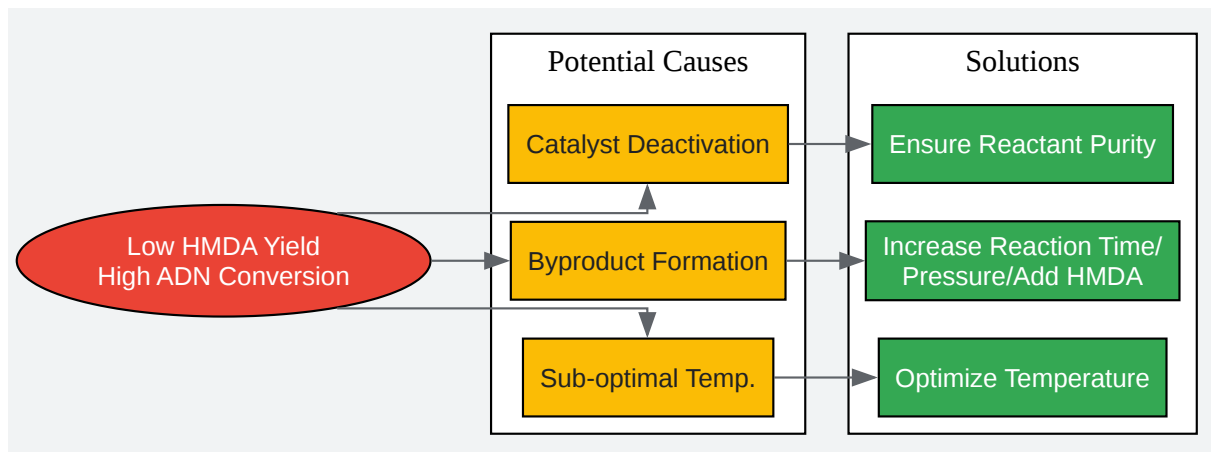 Potential Causes
Solutions
Catalyst Deactivation
Ensure Reactant Purity
Low HMDA Yield
High ADN Conversion
Byproduct Formation
Increase Reaction Time/
Pressure/Add HMDA
Sub-optimal Temp.
Optimize Temperature